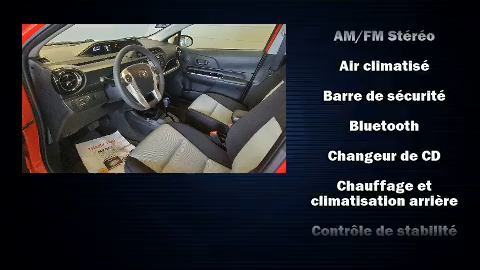 AM/FM Stéréo
Air climatisé
Barre de sécurité
Bluetooth
Changeur de CD
Chauffage et
climatisation arrière
Contrôle de stabilité